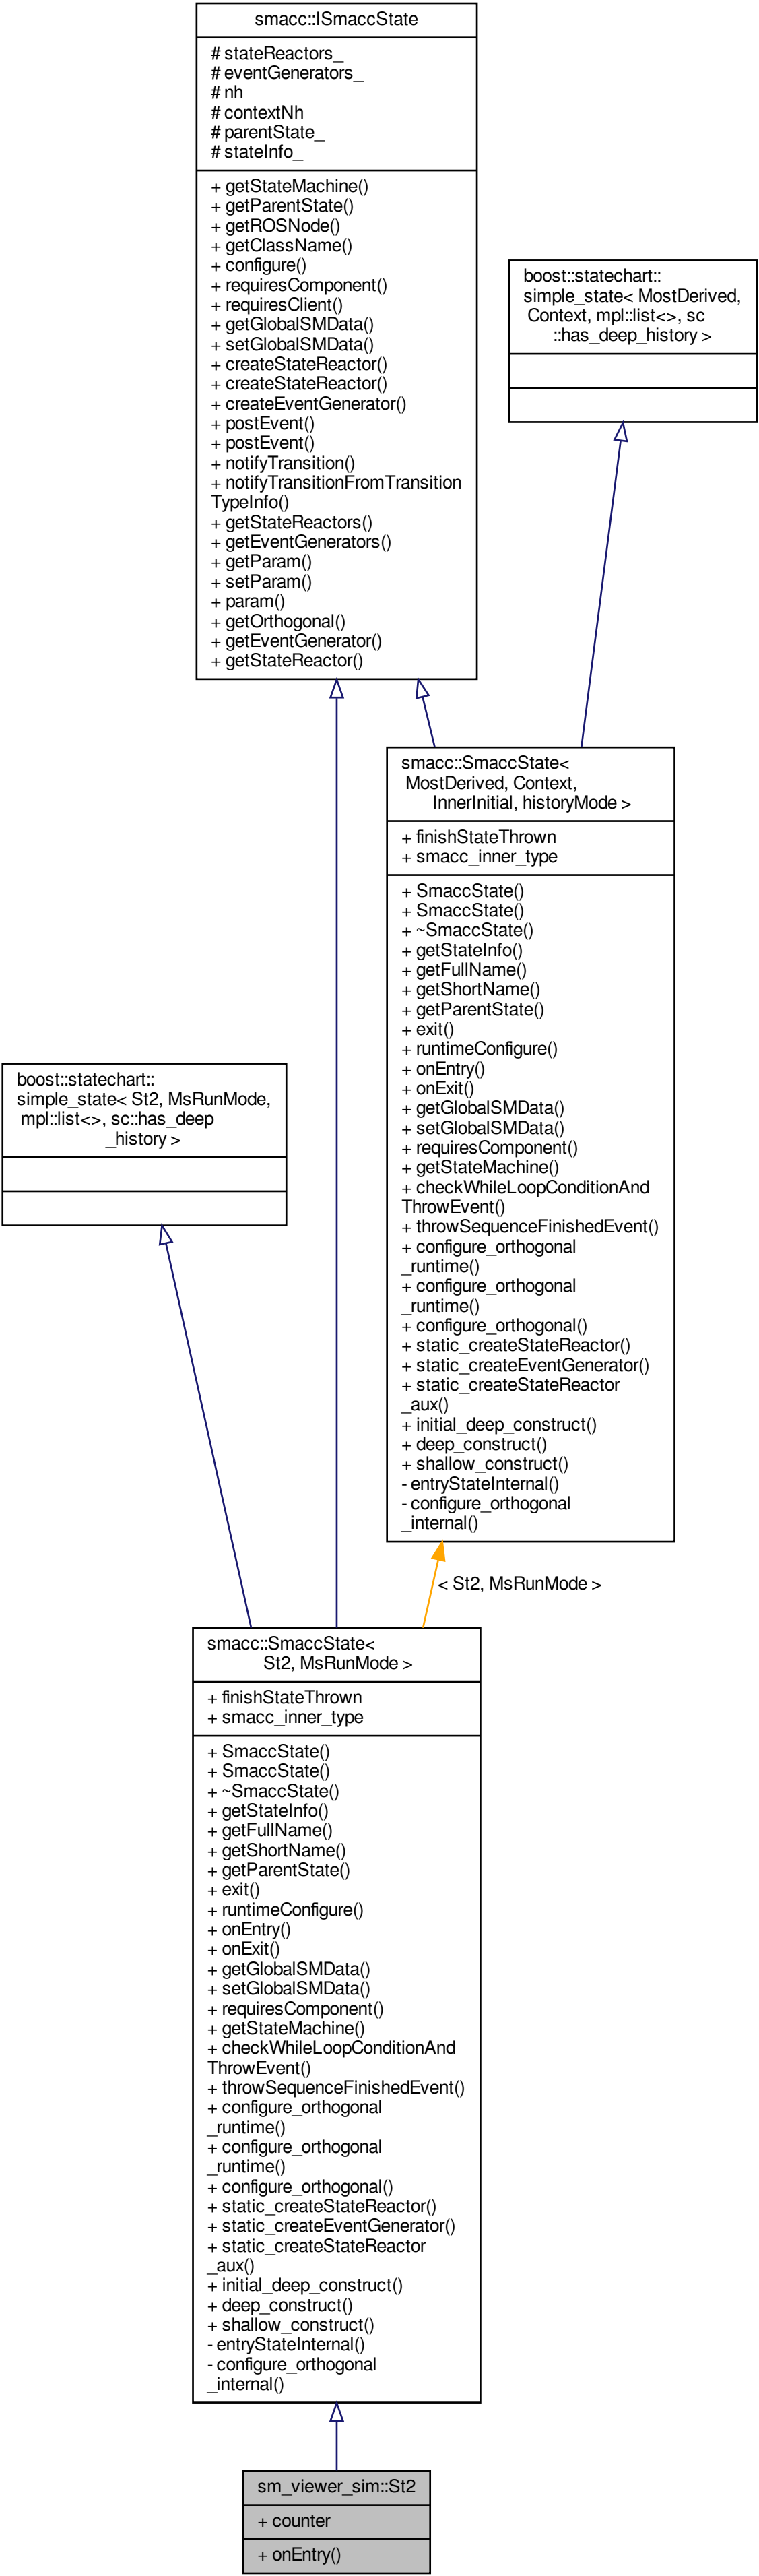 smacc::ISmaccState
# stateReactors_
# eventGenerators_
# nh
# contextNh
# parentState_
# stateInfo_
+ getStateMachine()
+ getParentState()
+ getROSNode()
+ getClassName()
+ configure()
+ requiresComponent()
+ requiresClient()
+ getGlobalSMData()
+ setGlobalSMData()
+ createStateReactor()
+ createStateReactor()
+ createEventGenerator()
+ postEvent()
+ postEvent()
+ notifyTransition()
+ notifyTransitionFromTransition
TypeInfo()
+ getStateReactors()
+ getEventGenerators()
+ getParam()
+ setParam()
+ param()
+ getOrthogonal()
+ getEventGenerator()
+ getStateReactor()
boost::statechart::
simple_state< MostDerived,
Context, mpl::list<>, sc
::has_deep_history >
smacc::SmaccState<
MostDerived, Context,
InnerInitial, historyMode >
+ finishStateThrown
+ smacc_inner_type
+ SmaccState()
+ SmaccState()
+ ~SmaccState()
+ getStateInfo()
+ getFullName()
+ getShortName()
+ getParentState()
+ exit()
+ runtimeConfigure()
+ onEntry()
+ onExit()
+ getGlobalSMData()
+ setGlobalSMData()
+ requiresComponent()
+ getStateMachine()
+ checkWhileLoopConditionAnd
ThrowEvent()
+ throwSequenceFinishedEvent()
+ configure_orthogonal
_runtime()
+ configure_orthogonal
_runtime()
+ configure_orthogonal()
+ static_createStateReactor()
+ static_createEventGenerator()
+ static_createStateReactor
_aux()
+ initial_deep_construct()
+ deep_construct()
+ shallow_construct()
- entryStateInternal()
- configure_orthogonal
_internal()
boost::statechart::
simple_state< St2, MsRunMode,
mpl::list<>, sc::has_deep
_history >
< St2, MsRunMode >
smacc::SmaccState<
St2, MsRunMode >
+ finishStateThrown
+ smacc_inner_type
+ SmaccState()
+ SmaccState()
+ ~SmaccState()
+ getStateInfo()
+ getFullName()
+ getShortName()
+ getParentState()
+ exit()
+ runtimeConfigure()
+ onEntry()
+ onExit()
+ getGlobalSMData()
+ setGlobalSMData()
+ requiresComponent()
+ getStateMachine()
+ checkWhileLoopConditionAnd
ThrowEvent()
+ throwSequenceFinishedEvent()
+ configure_orthogonal
_runtime()
+ configure_orthogonal
_runtime()
+ configure_orthogonal()
+ static_createStateReactor()
+ static_createEventGenerator()
+ static_createStateReactor
_aux()
+ initial_deep_construct()
+ deep_construct()
+ shallow_construct()
- entryStateInternal()
- configure_orthogonal
_internal()
sm_viewer_sim::St2
+ counter
+ onEntry()